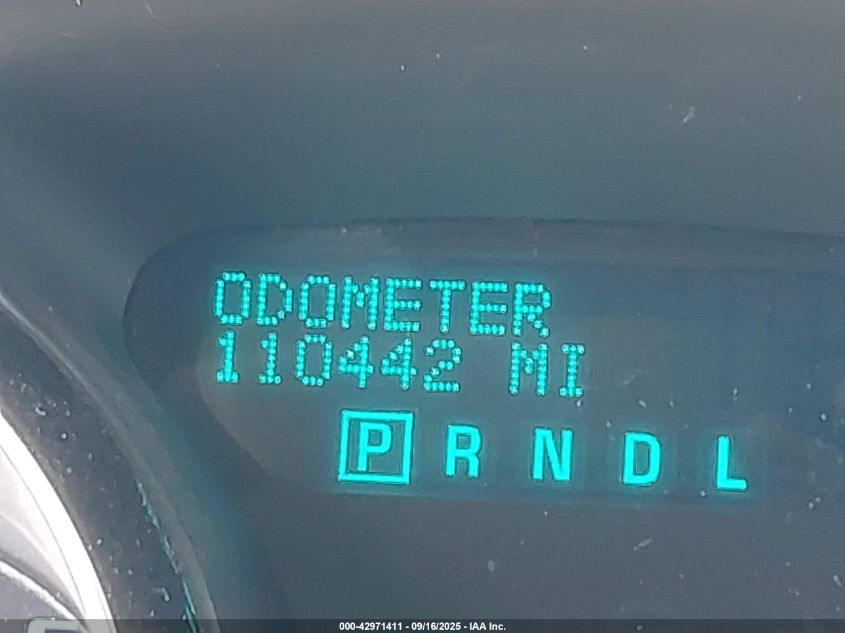 ODOMETER
110442 MI
P R N D L
000-42971411 - 09/16/2025 - IAA Inc.